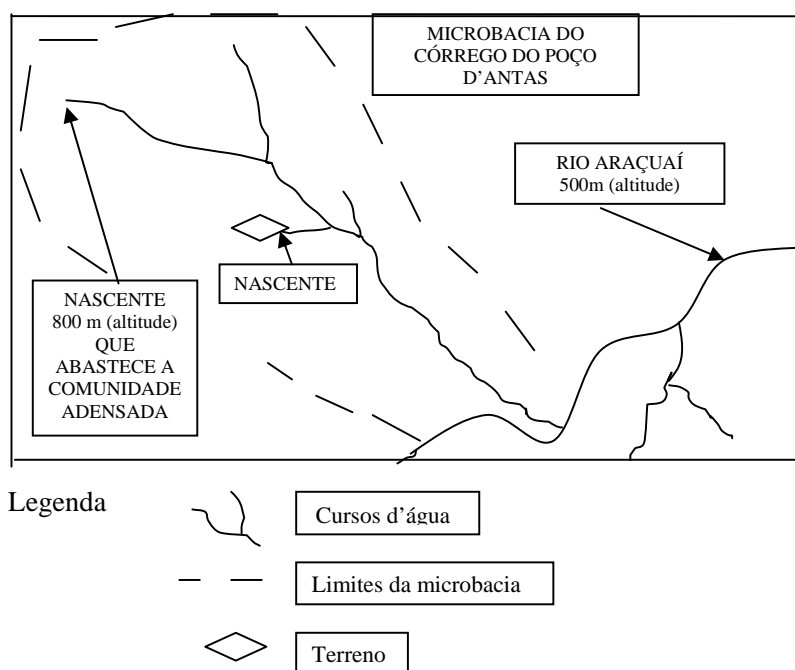 MICROBACIA DO
CÓRREGO DO POÇO
D'ANTAS
RIO ARAÇUAÍ
500m (altitude)
NASCENTE
NASCENTE
800 m (altitude)
QUE
ABASTECE A
COMUNIDADE
ADENSADA
Legenda
Cursos d'água
Limites da microbacia
Terreno